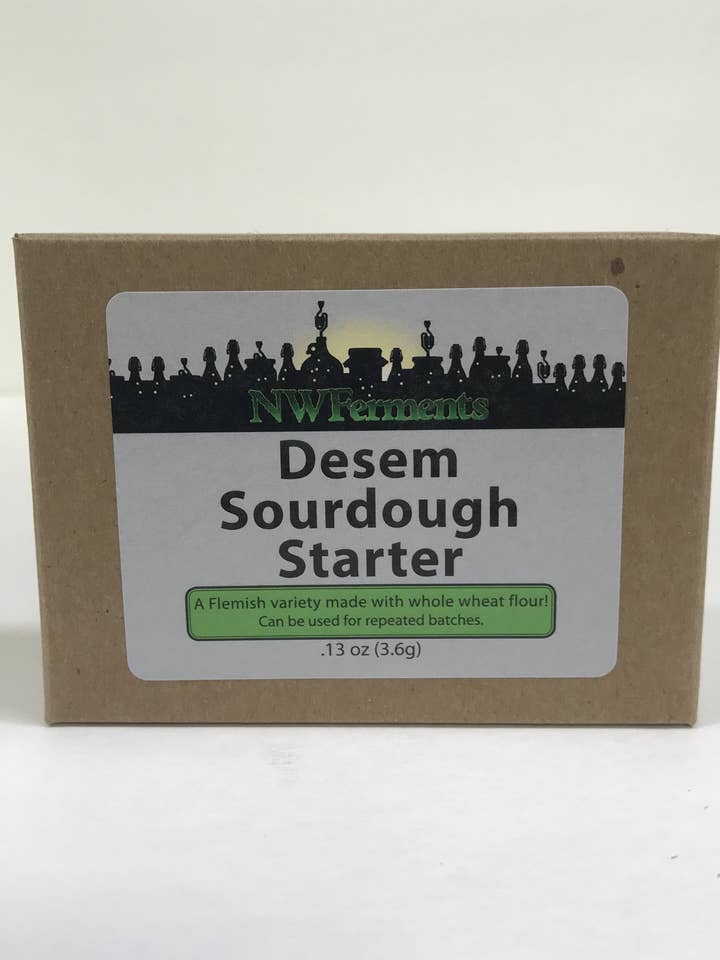 NWFerments
Desem
Sourdough
Starter
A Flemish variety made with whole wheat flour!
Can be used for repeated batches.
.13 oz (3.6g)